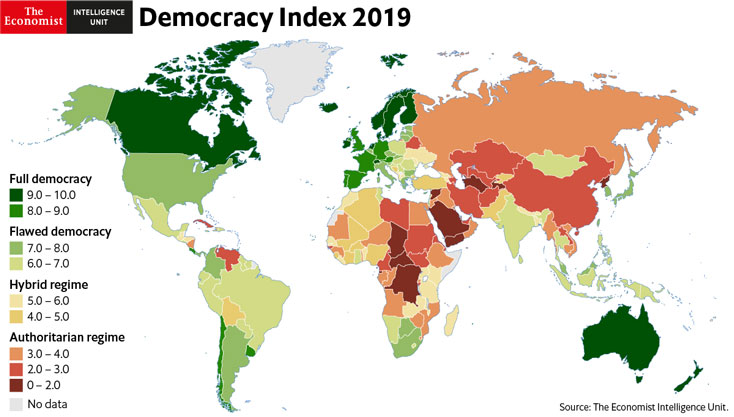 The
Economist
INTELLIGENCE
UNIT
Democracy Index 2019
Full democracy
9.0 – 10.0
8.0 – 9.0
Flawed democracy
7.0 – 8.0
6.0 – 7.0
Hybrid regime
5.0 – 6.0
4.0 – 5.0
Authoritarian regime
3.0 – 4.0
2.0 – 3.0
0 – 2.0
No data
Source: The Economist Intelligence Unit.